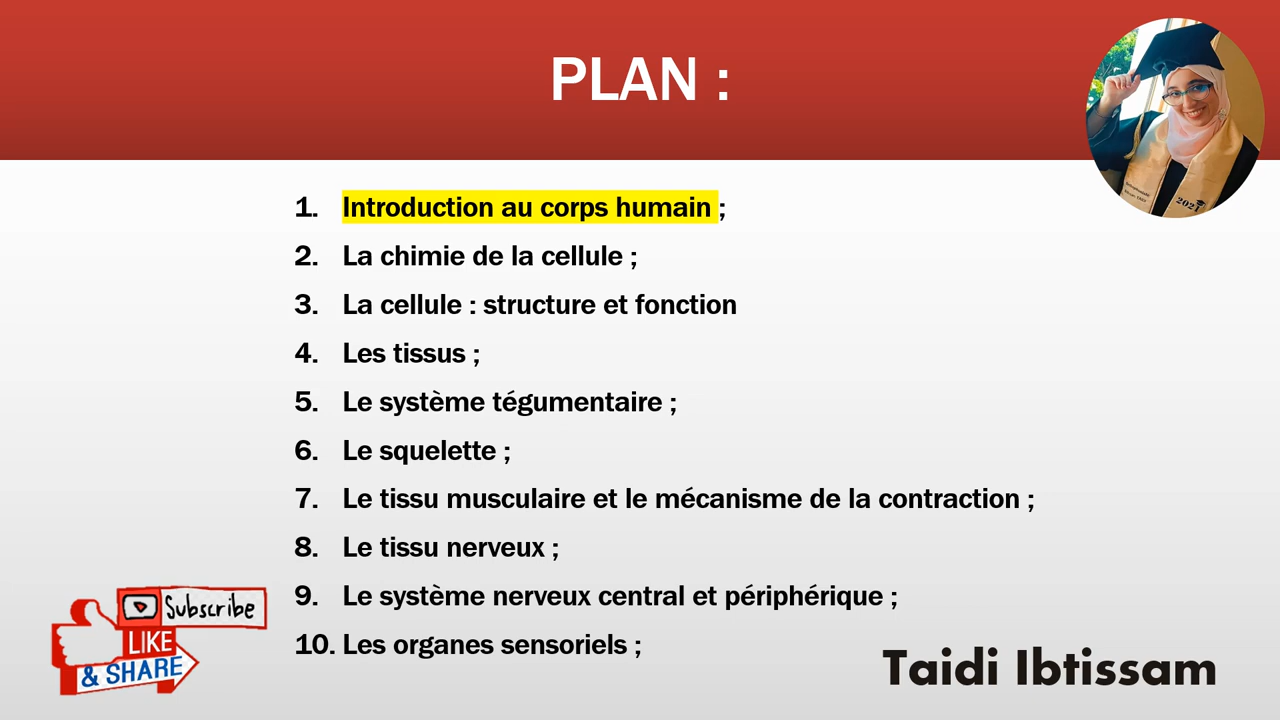 PLAN :
1. Introduction au corps humain ;
2. La chimie de la cellule ;
3. La cellule : structure et fonction
4. Les tissus ;
5. Le système tégumentaire ;
6. Le squelette ;
7. Le tissu musculaire et le mécanisme de la contraction ;
8. Le tissu nerveux ;
9. Le système nerveux central et périphérique ;
10. Les organes sensoriels ;
Subscribe
LIKE
& SHARE
Taidi Ibtissam
2021